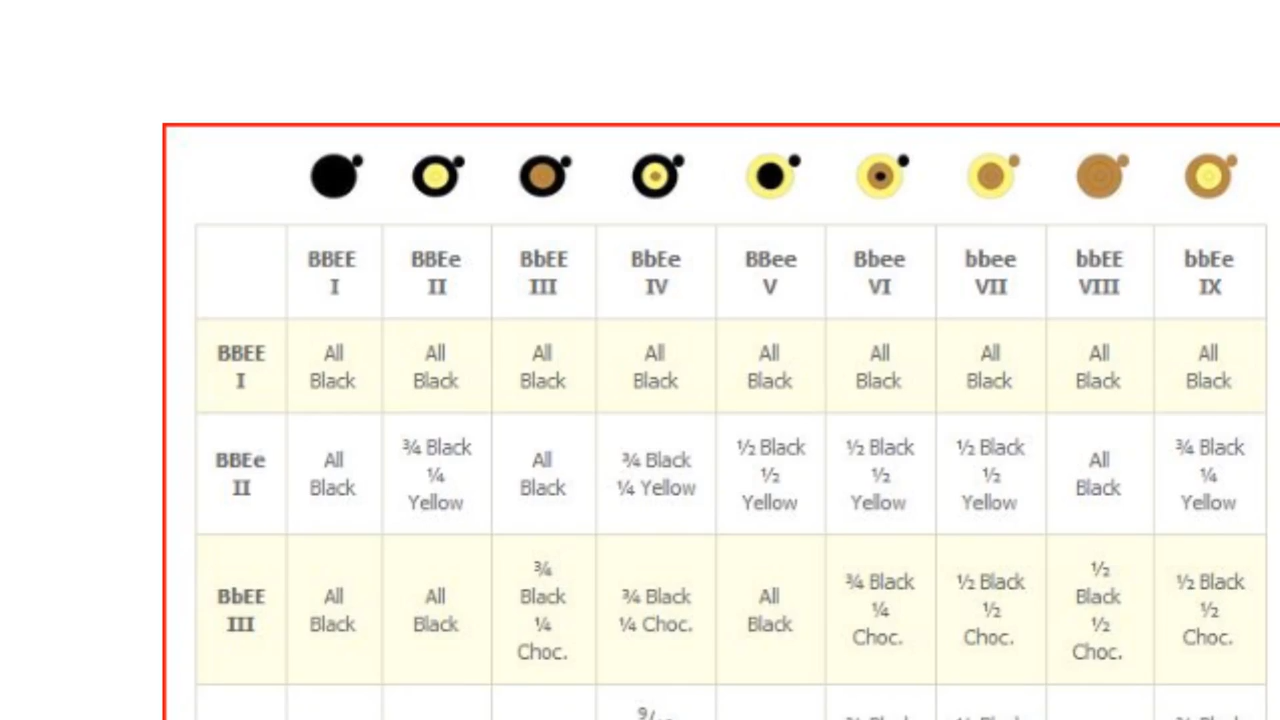 BBEE BBEe BbEE BbEe BBee Bbee bbee bbEE bbEe
I II III IV V VI VII VIII IX
BBEE All All All All All All All All All
I Black Black Black Black Black Black Black Black Black
¾ Black ½ Black ½ Black ½ Black ¾ Black
BBEe All ¼ All ¾ Black ½ ½ ½ All ¼
II Black Yellow Black ¼ Yellow Yellow Yellow Yellow Black Yellow
¾ ½
BbEE All All Black ¾ Black All ¾ Black ½ Black Black ½ Black
III Black Black ¼ ¼ Choc. Black ¼ ½ ½ ½
Choc. Choc. Choc. Choc. Choc.